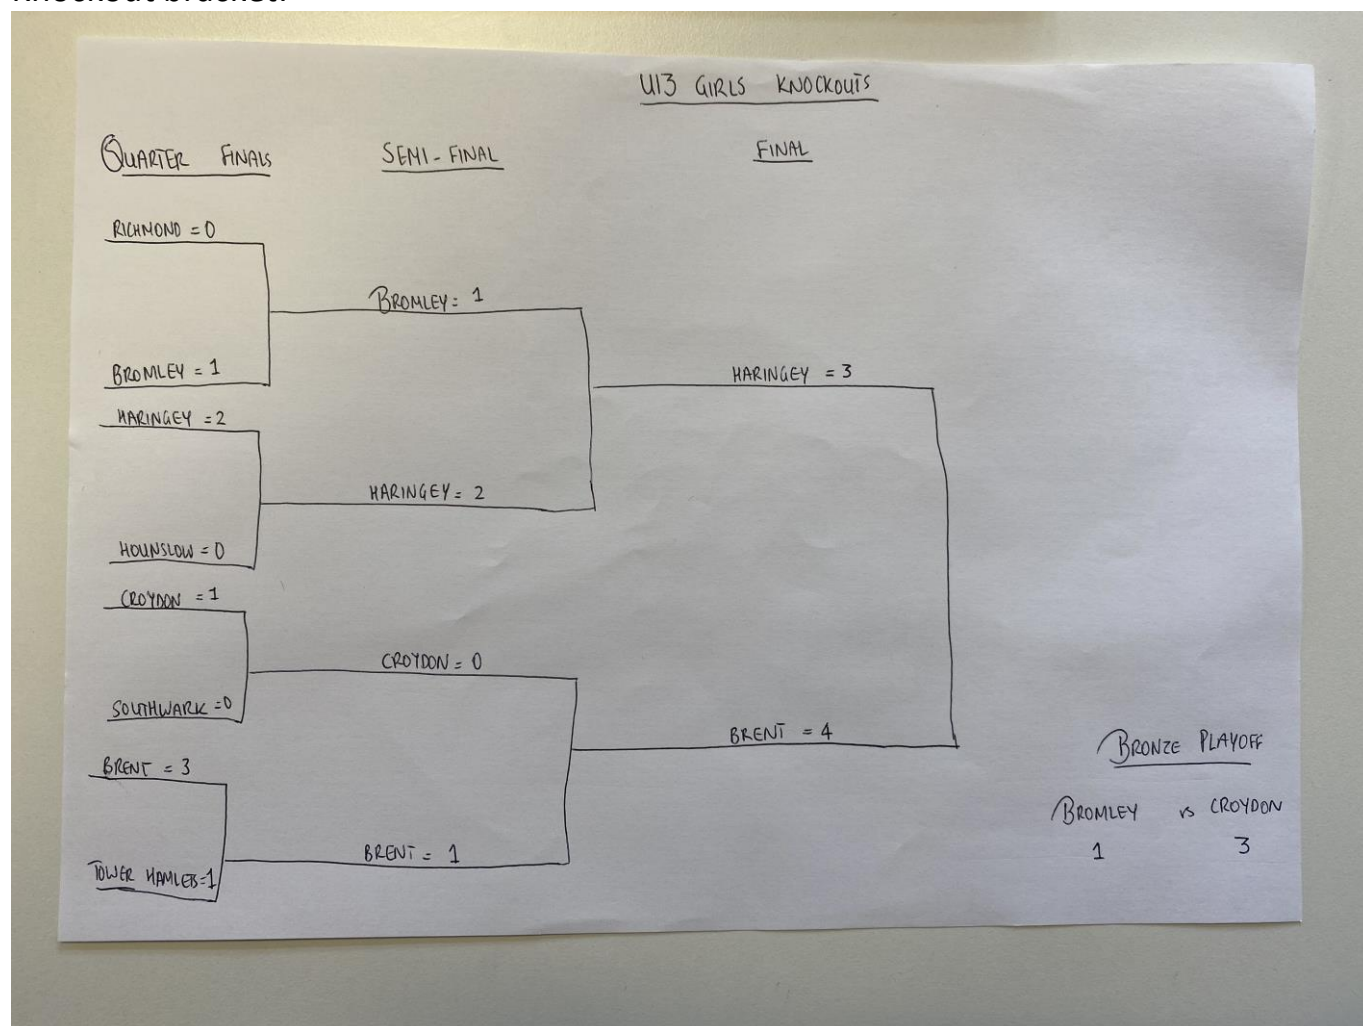 Knockout bracket:
U13 GIRLS KNOCKOUTS
QUARTER FINALS
SEMI-FINAL
FINAL
RICHMOND = 0
BROMLEY = 1
HARINGEY = 2
HOUNSLOW = 0
CROYDON = 1
SOUTHWARK = 0
BRENT = 3
TOWER HAMLETS = 1
BROMLEY = 1
HARINGEY = 2
CROYDON = 0
BRENT = 1
HARINGEY = 3
BRENT = 4
BRONZE PLAYOFF
BROMLEY vs CROYDON
1 3